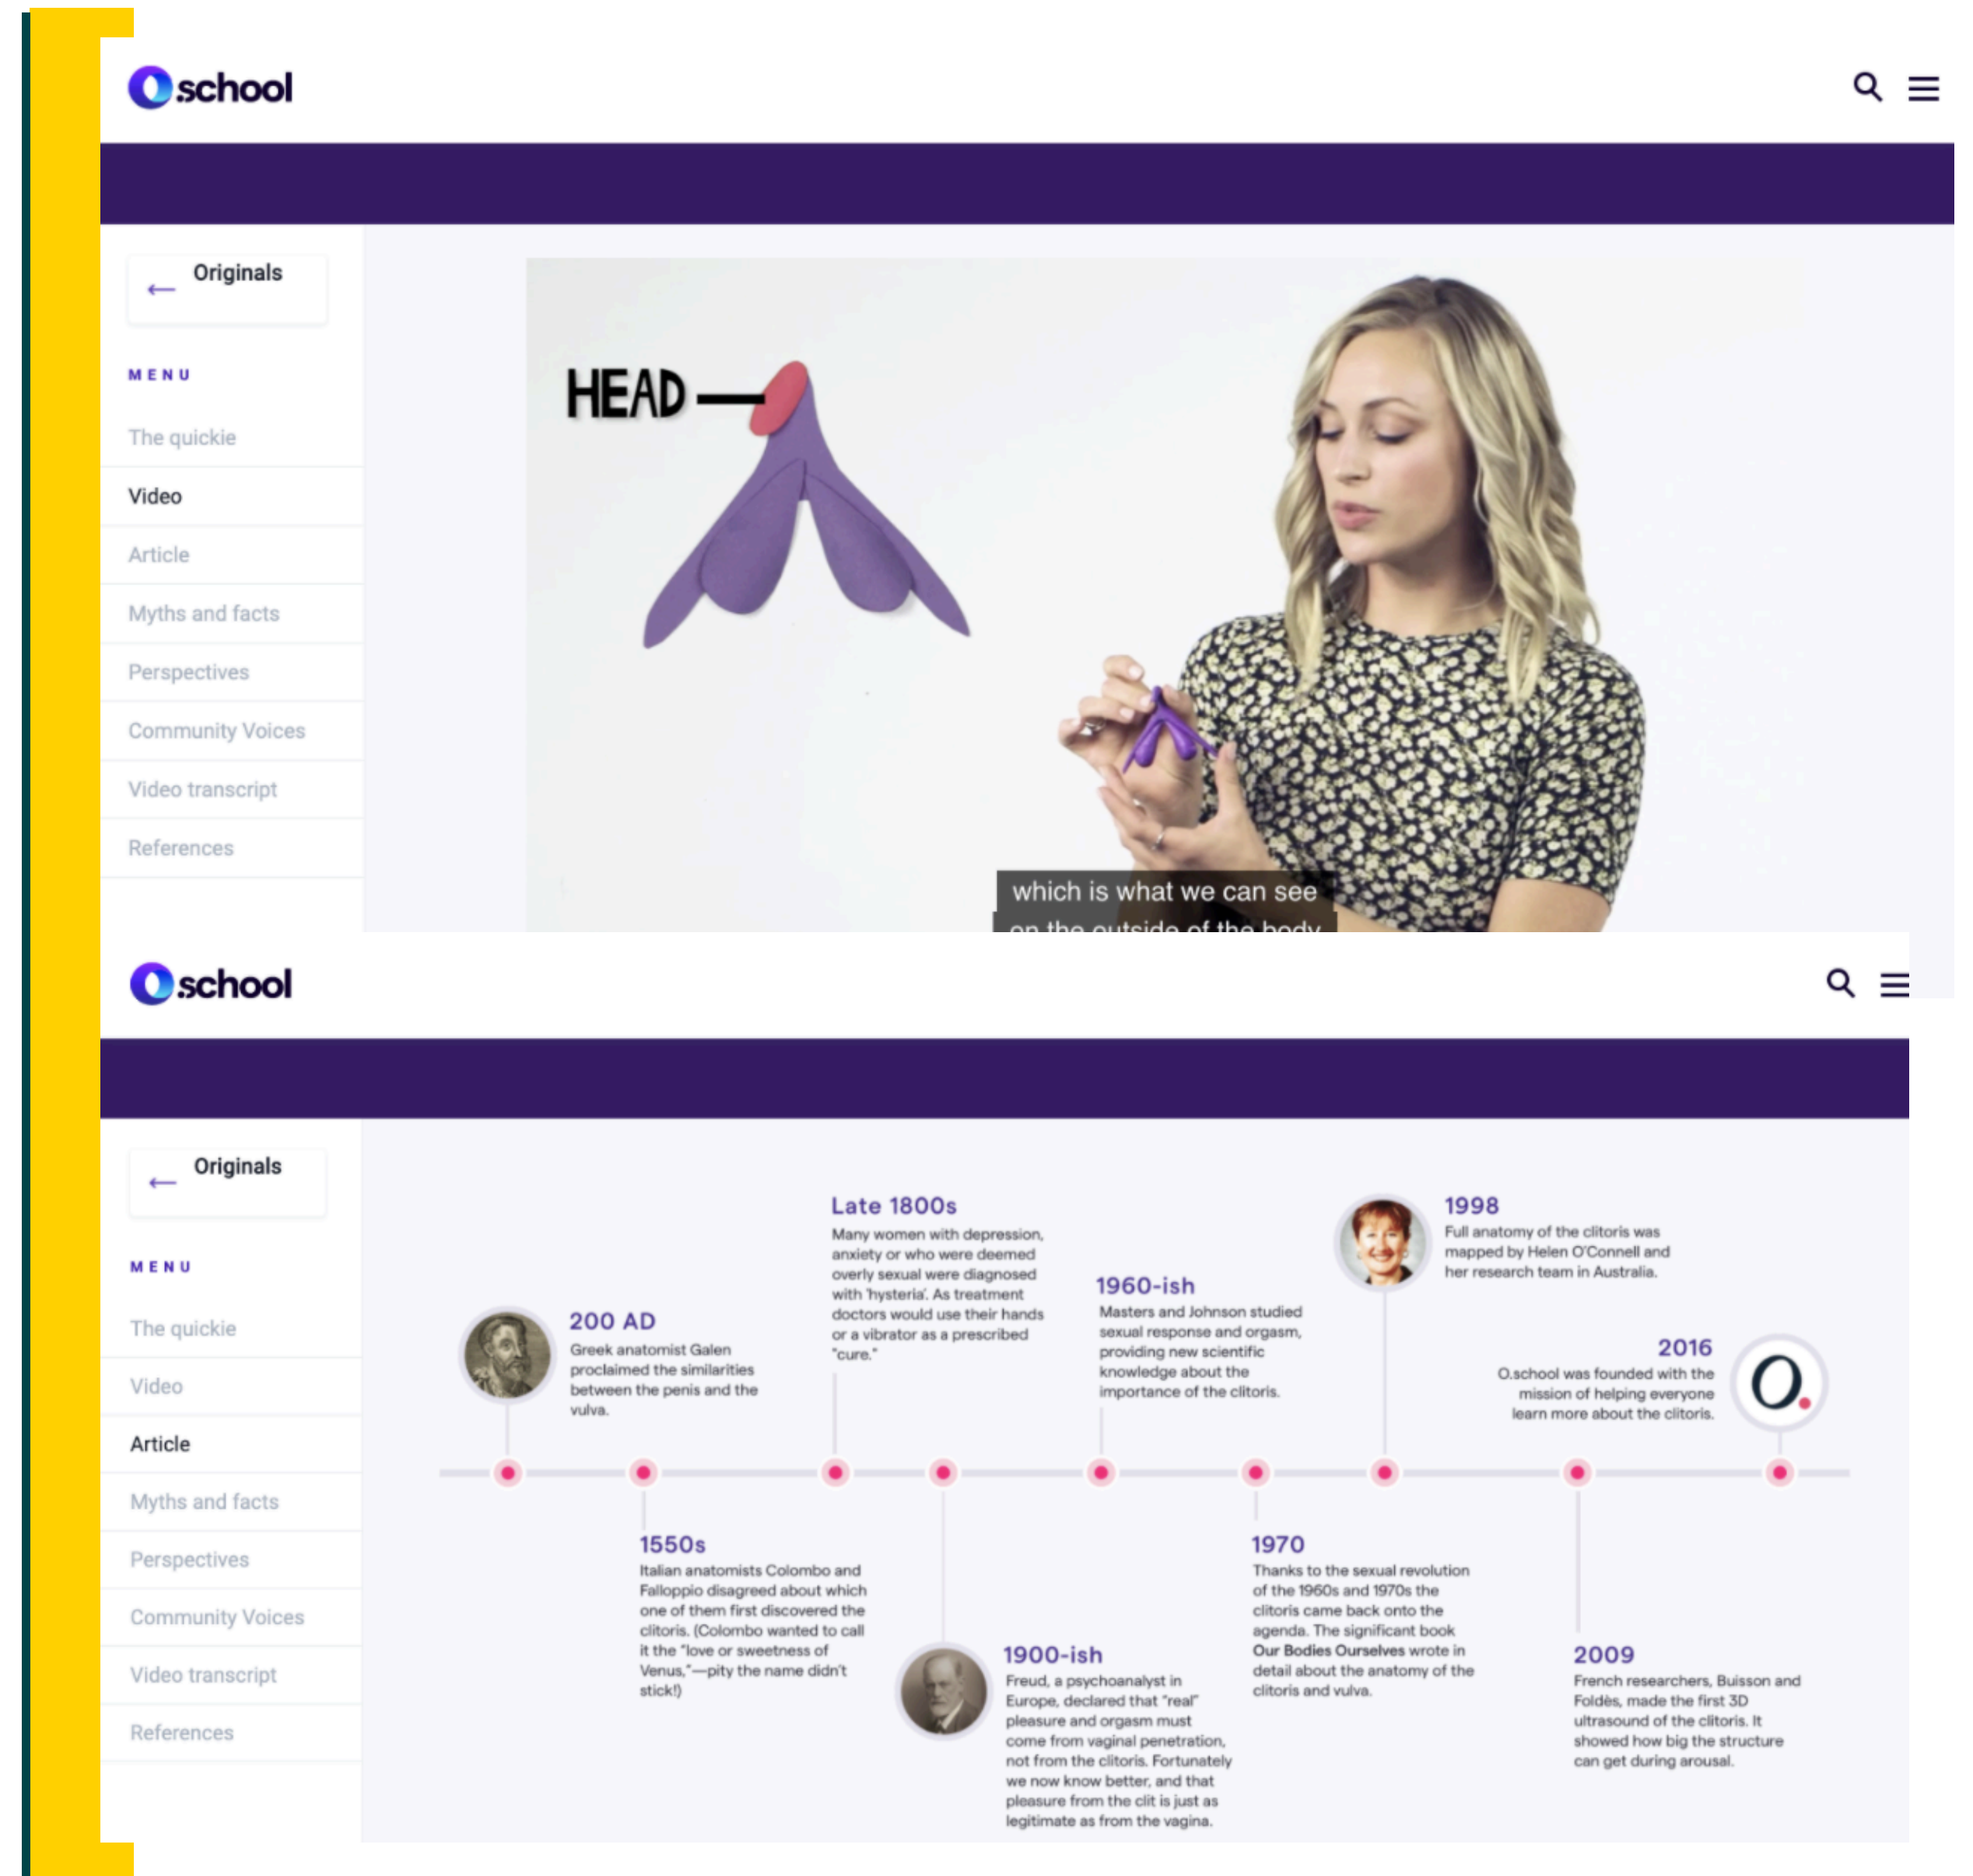 O.school
Originals
MENU
The quickie
Video
Article
Myths and facts
Perspectives
Community Voices
Video transcript
References
HEAD
which is what we can see
on the outside of the body
O.school
Originals
MENU
The quickie
Video
Article
Myths and facts
Perspectives
Community Voices
Video transcript
References
200 AD
Greek anatomist Galen
proclaimed the similarities
between the penis and the
vulva.
1550s
Italian anatomists Colombo and
Falloppio disagreed about which
one of them first discovered the
clitoris. (Colombo wanted to call
it the "love or sweetness of
Venus,"—pity the name didn't
stick!)
Late 1800s
Many women with depression,
anxiety or who were deemed
overly sexual were diagnosed
with 'hysteria'. As treatment
doctors would use their hands
or a vibrator as a prescribed
"cure."
1900-ish
Freud, a psychoanalyst in
Europe, declared that "real"
pleasure and orgasm must
come from vaginal penetration,
not from the clitoris. Fortunately
we now know better, and that
pleasure from the clit is just as
legitimate as from the vagina.
1960-ish
Masters and Johnson studied
sexual response and orgasm,
providing new scientific
knowledge about the
importance of the clitoris.
1970
Thanks to the sexual revolution
of the 1960s and 1970s the
clitoris came back onto the
agenda. The significant book
Our Bodies Ourselves wrote in
detail about the anatomy of the
clitoris and vulva.
1998
Full anatomy of the clitoris was
mapped by Helen O'Connell and
her research team in Australia.
2009
French researchers, Buisson and
Foldès, made the first 3D
ultrasound of the clitoris. It
showed how big the structure
can get during arousal.
2016
O.school was founded with the
mission of helping everyone
learn more about the clitoris.
O.